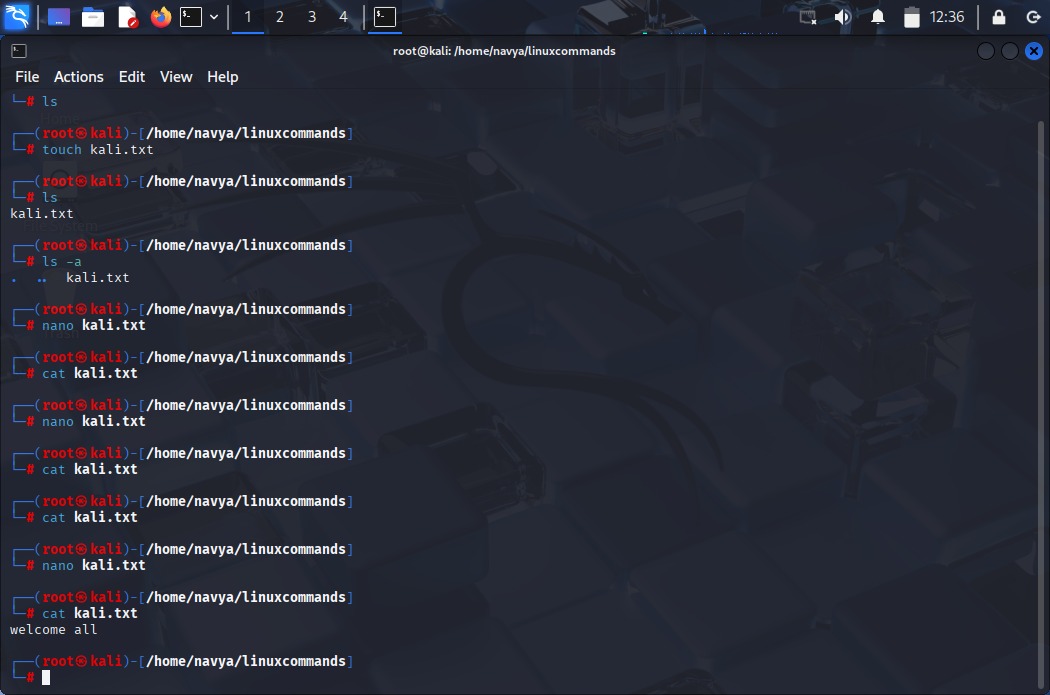 1 2 3 4 12:36
root@kali: /home/navya/linuxcommands
File Actions Edit View Help
└─# ls
┌──(root㉿kali)-[/home/navya/linuxcommands]
└─# touch kali.txt
┌──(root㉿kali)-[/home/navya/linuxcommands]
└─# ls
kali.txt
┌──(root㉿kali)-[/home/navya/linuxcommands]
└─# ls -a
. .. kali.txt
┌──(root㉿kali)-[/home/navya/linuxcommands]
└─# nano kali.txt
┌──(root㉿kali)-[/home/navya/linuxcommands]
└─# cat kali.txt
┌──(root㉿kali)-[/home/navya/linuxcommands]
└─# nano kali.txt
┌──(root㉿kali)-[/home/navya/linuxcommands]
└─# cat kali.txt
┌──(root㉿kali)-[/home/navya/linuxcommands]
└─# cat kali.txt
┌──(root㉿kali)-[/home/navya/linuxcommands]
└─# nano kali.txt
┌──(root㉿kali)-[/home/navya/linuxcommands]
└─# cat kali.txt
welcome all
┌──(root㉿kali)-[/home/navya/linuxcommands]
└─#